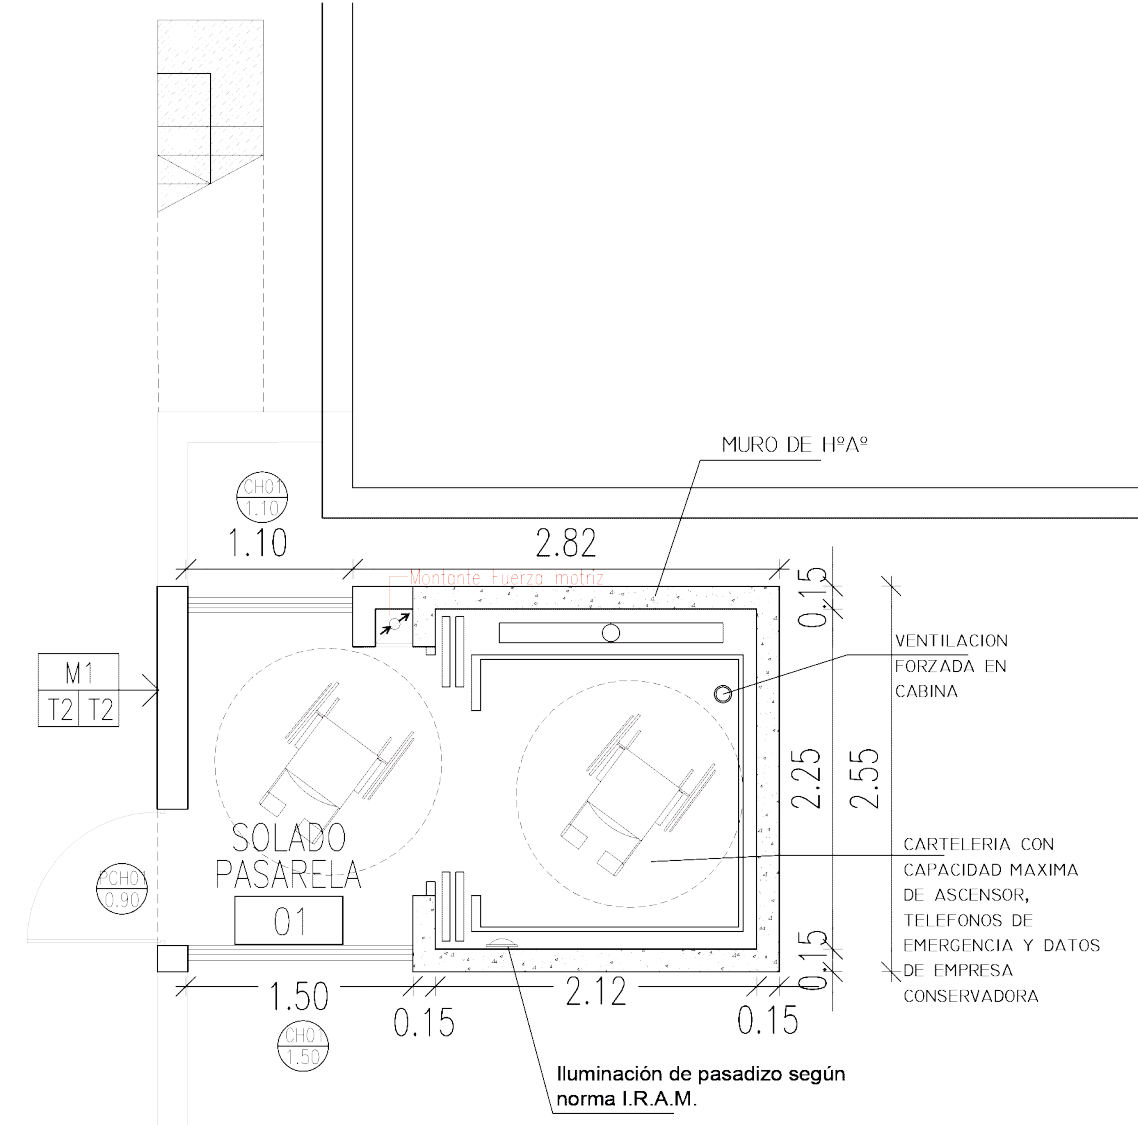 MURO DE HºAº
CH01
1.10
1.10
2.82
Montante Fuerza motriz
0.15
VENTILACION
FORZADA EN
CABINA
M1
T2 T2
2.25
2.55
SOLADO
PASARELA
01
PCH01
0.90
CARTELERIA CON
CAPACIDAD MAXIMA
DE ASCENSOR,
TELEFONOS DE
EMERGENCIA Y DATOS
DE EMPRESA
CONSERVADORA
0.15
1.50
0.15
2.12
0.15
CH01
1.50
Iluminación de pasadizo según
norma I.R.A.M.